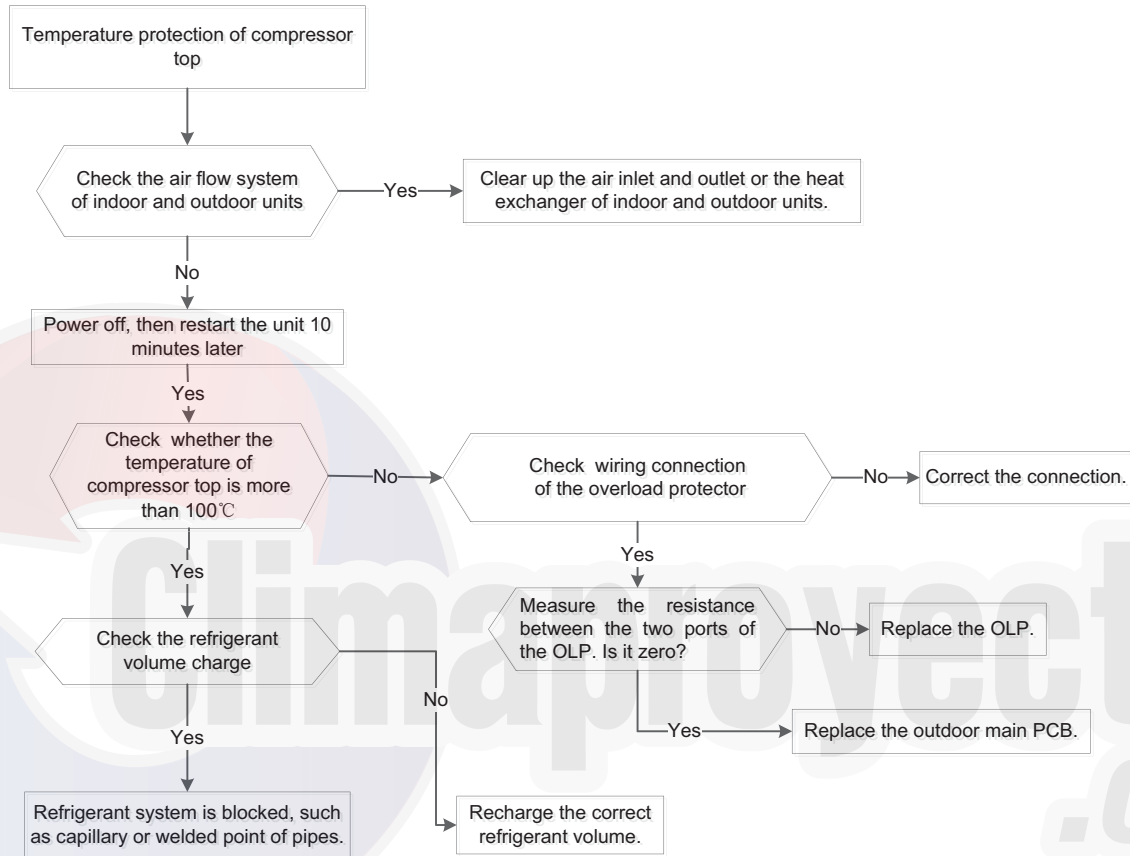 Temperature protection of compressor
top
Check the air flow system
of indoor and outdoor units
Yes
Clear up the air inlet and outlet or the heat
exchanger of indoor and outdoor units.
No
Power off, then restart the unit 10
minutes later
Yes
Check whether the
temperature of
compressor top is more
than 100℃
No
Check wiring connection
of the overload protector
No
Correct the connection.
Yes
Yes
Measure the resistance
between the two ports of
the OLP. Is it zero?
No
Replace the OLP.
Check the refrigerant
volume charge
No
Yes
Replace the outdoor main PCB.
Yes
Refrigerant system is blocked, such
as capillary or welded point of pipes.
Recharge the correct
refrigerant volume.
Climaproyect